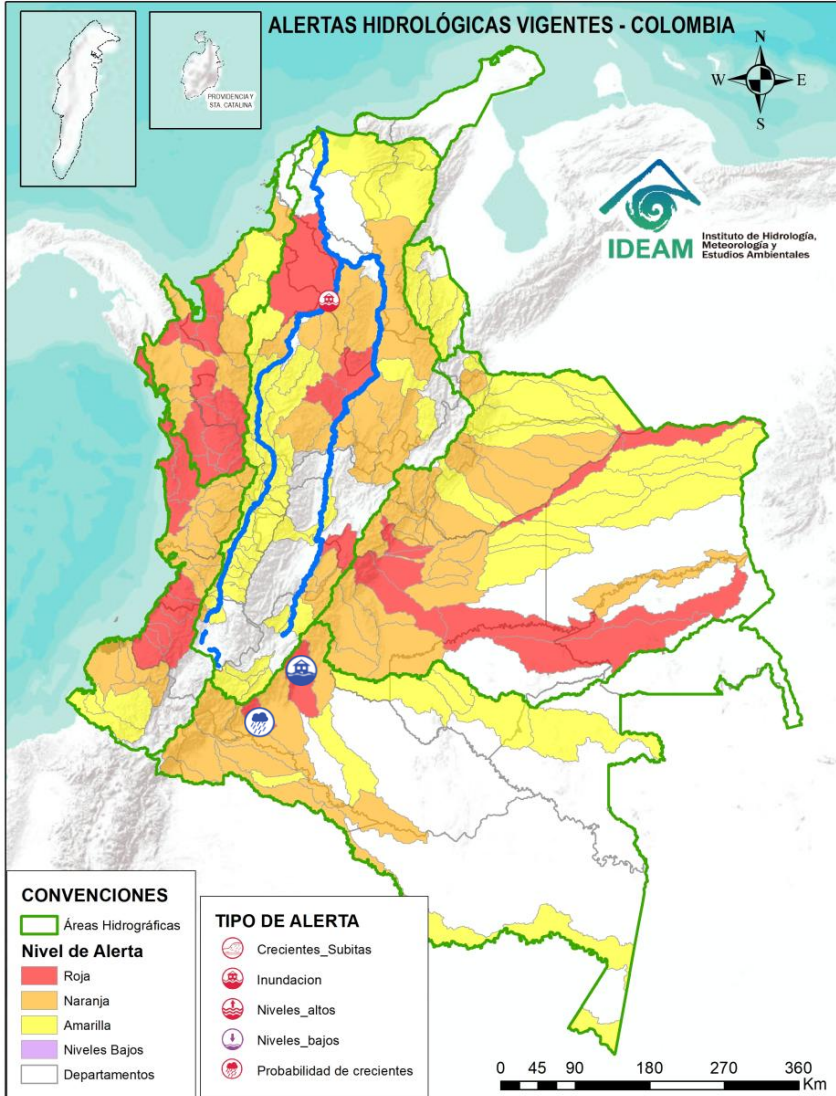 ALERTAS HIDROLÓGICAS VIGENTES - COLOMBIA
PROVIDENCIA Y
STA. CATALINA
N
W
E
S
IDEAM
Instituto de Hidrología,
Meteorología y
Estudios Ambientales
CONVENCIONES
Áreas Hidrográficas
Nivel de Alerta
Roja
Naranja
Amarilla
Niveles Bajos
Departamentos
TIPO DE ALERTA
Crecientes_Subitas
Inundacion
Niveles_altos
Niveles_bajos
Probabilidad de crecientes
0 45 90 180 270 360
Km